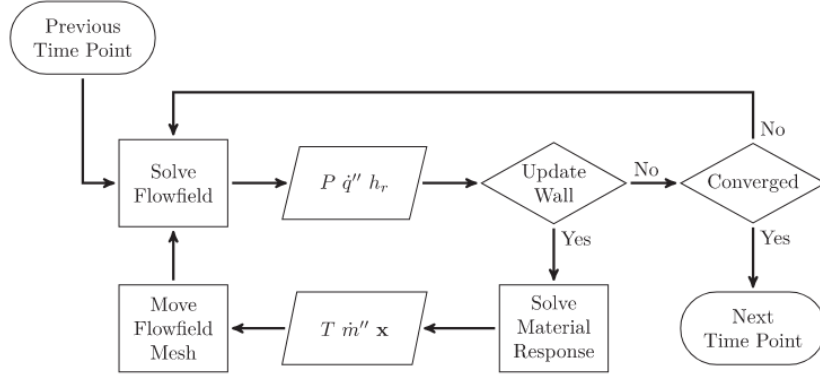 Previous
Time Point
No
Solve
Flowfield
P q̇″ hᵣ
Update
Wall
No
Converged
Yes
Yes
Move
Flowfield
Mesh
T ṁ″ x
Solve
Material
Response
Next
Time Point